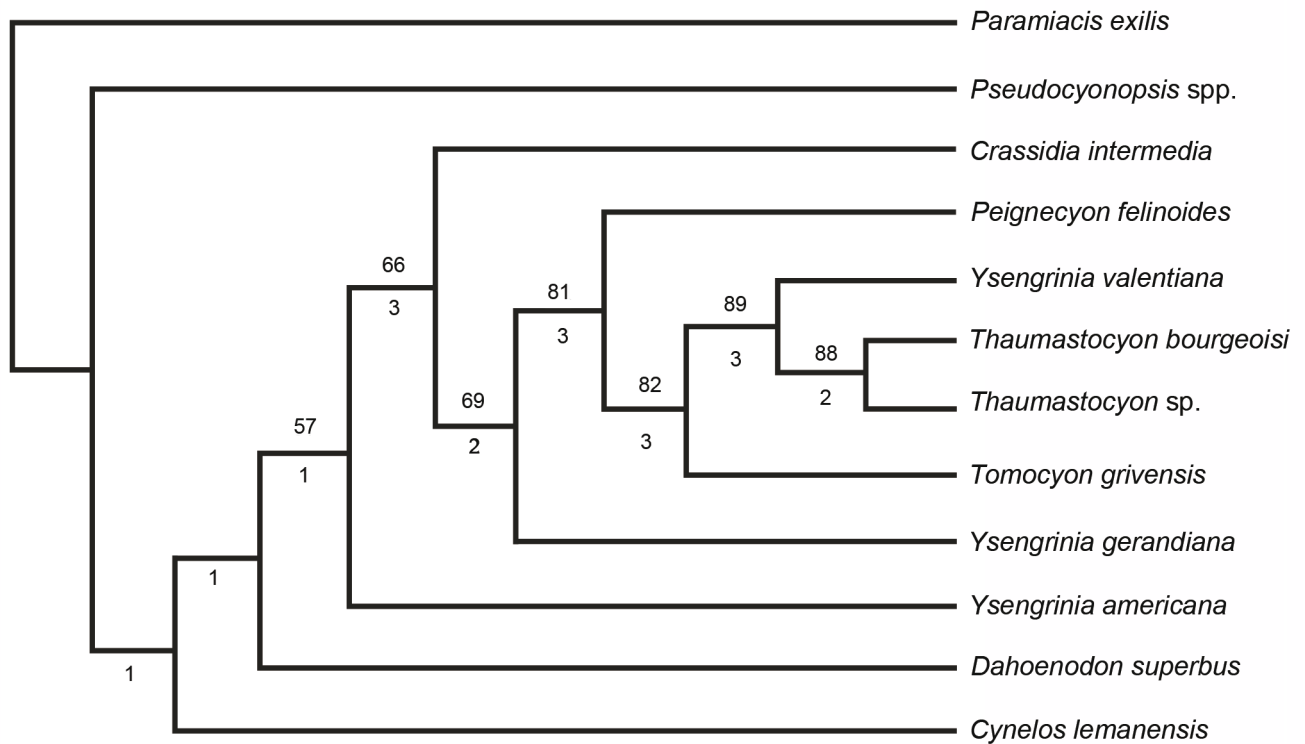 Paramiacis exilis
Pseudocyonopsis spp.
Crassidia intermedia
Peignecyon felinoides
66
Ysengrinia valentiana
81
3
89
3
Thaumastocyon bourgeoisi
88
3
82
2
69
Thaumastocyon sp.
57
2
3
1
Tomocyon grivensis
Ysengrinia gerandiana
1
Ysengrinia americana
Dahoenodon superbus
1
Cynelos lemanensis